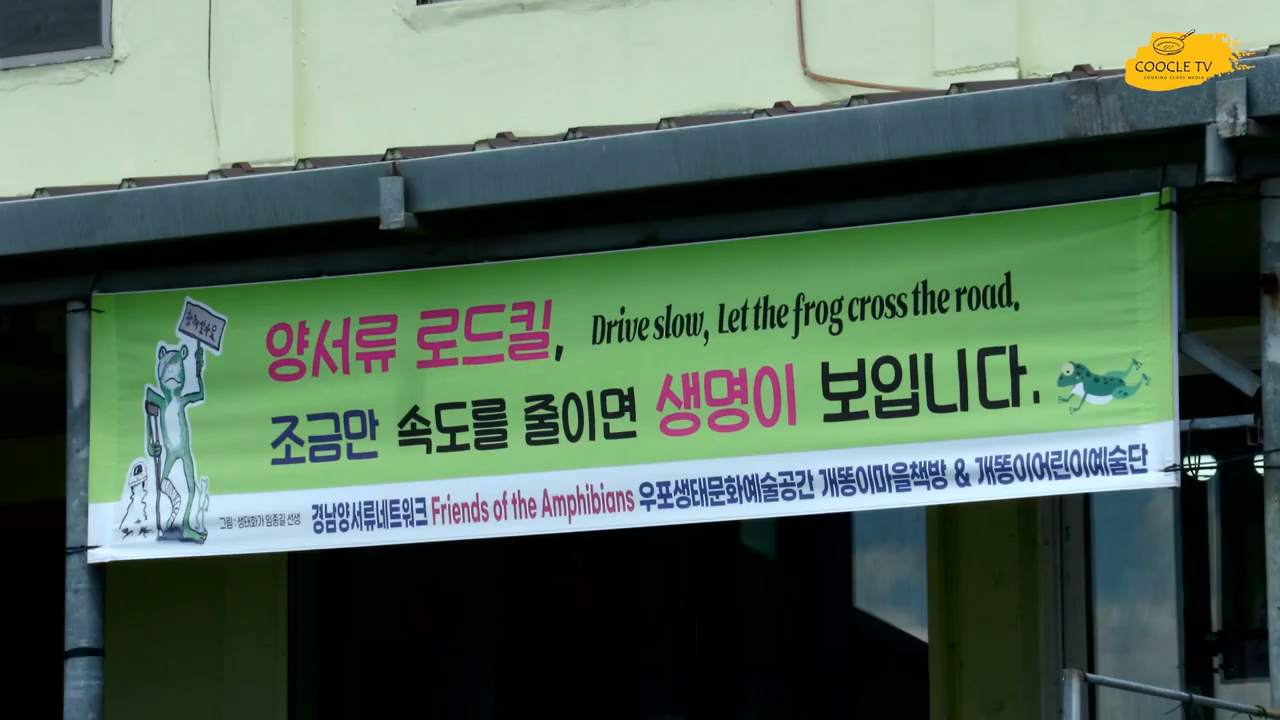 COOCLE TV
COOKING CLASS MEDIA
양서류 로드킬, Drive slow, Let the frog cross the road.
조금만 속도를 줄이면 생명이 보입니다.
그림 : 생태화가 임종길 선생
경남양서류네트워크 Friends of the Amphibians 우포생태문화예술공간 개똥이마을책방 & 개똥이어린이예술단